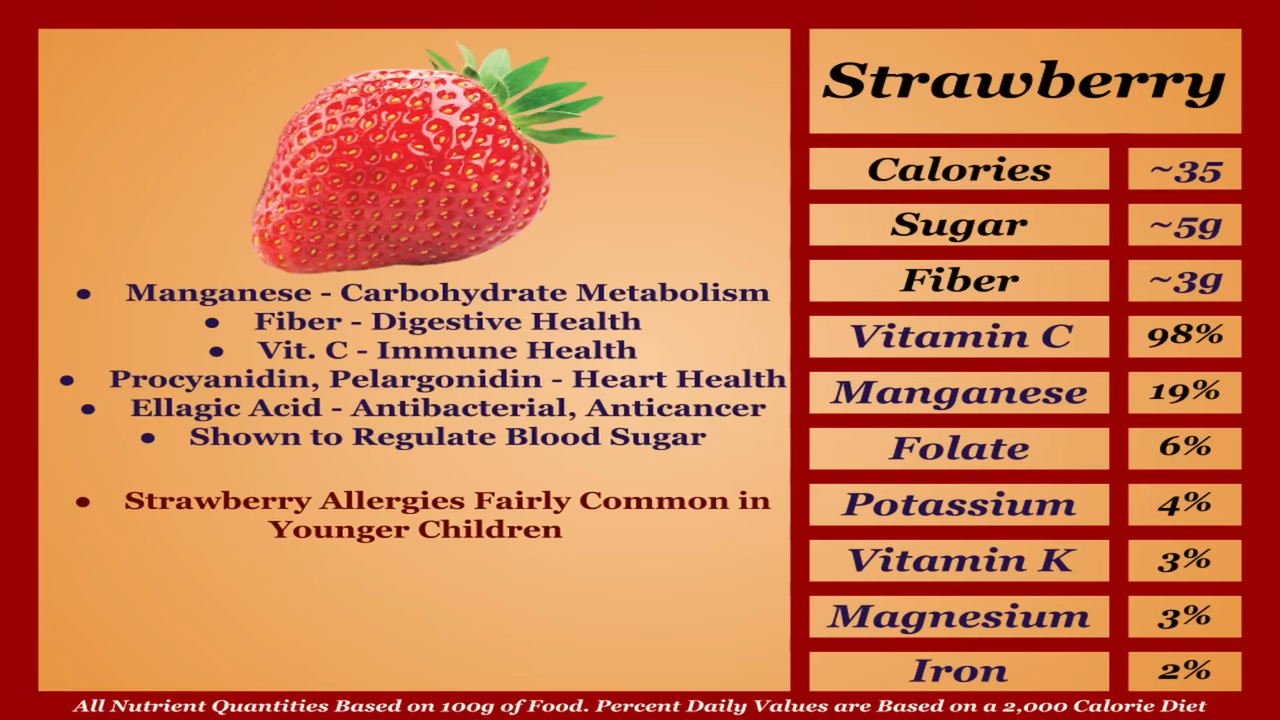 Strawberry
Calories ~35
Sugar ~5g
Fiber ~3g
Vitamin C 98%
Manganese 19%
Folate 6%
Potassium 4%
Vitamin K 3%
Magnesium 3%
Iron 2%
● Manganese - Carbohydrate Metabolism
● Fiber - Digestive Health
● Vit. C - Immune Health
● Procyanidin, Pelargonidin - Heart Health
● Ellagic Acid - Antibacterial, Anticancer
● Shown to Regulate Blood Sugar
● Strawberry Allergies Fairly Common in
Younger Children
All Nutrient Quantities Based on 100g of Food. Percent Daily Values are Based on a 2,000 Calorie Diet